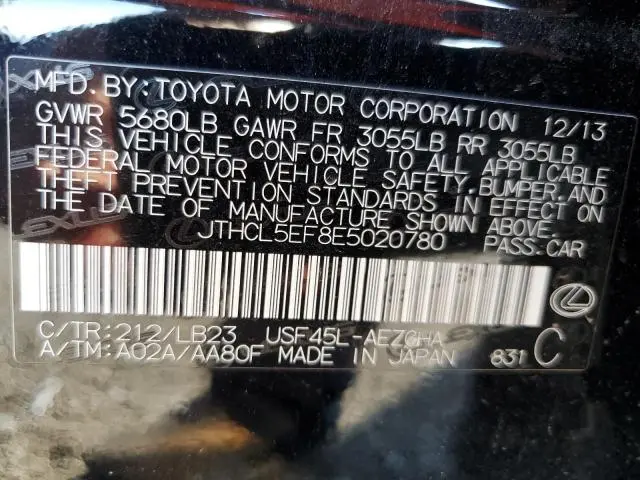 MFD. BY: TOYOTA MOTOR CORPORATION 12/13
GVWR 5680LB GAWR FR 3055LB RR 3055LB
THIS VEHICLE CONFORMS TO ALL APPLICABLE
FEDERAL MOTOR VEHICLE SAFETY, BUMPER, AND
THEFT PREVENTION STANDARDS IN EFFECT ON
THE DATE OF MANUFACTURE SHOWN ABOVE.
JTHCL5EF8E5020780 PASS.CAR
C/TR:212/LB23 USF45L-AEZGHA
A/TM:A02A/AA80F MADE IN JAPAN 831 C